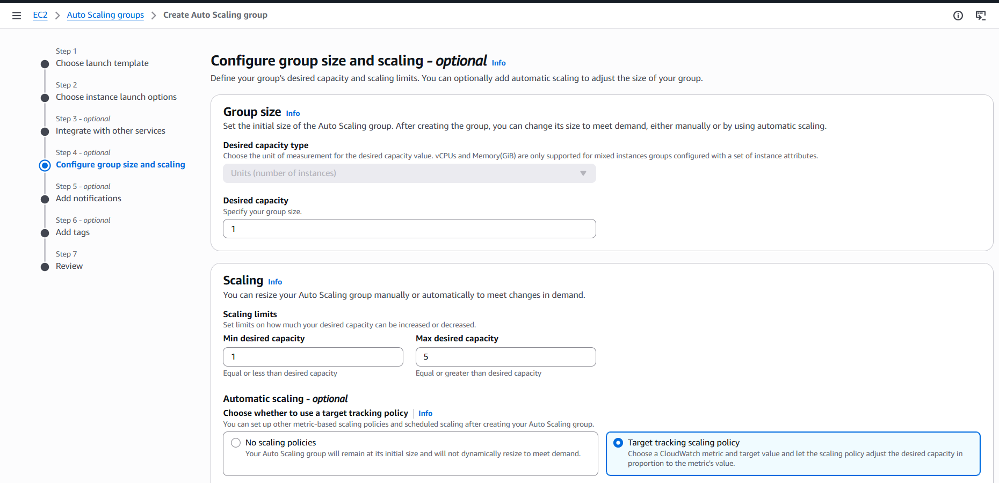 EC2 > Auto Scaling groups > Create Auto Scaling group
Step 1
Choose launch template
Step 2
Choose instance launch options
Step 3 - optional
Integrate with other services
Step 4 - optional
Configure group size and scaling
Step 5 - optional
Add notifications
Step 6 - optional
Add tags
Step 7
Review
Configure group size and scaling - optional Info
Define your group's desired capacity and scaling limits. You can optionally add automatic scaling to adjust the size of your group.
Group size Info
Set the initial size of the Auto Scaling group. After creating the group, you can change its size to meet demand, either manually or by using automatic scaling.
Desired capacity type
Choose the unit of measurement for the desired capacity value. vCPUs and Memory(GiB) are only supported for mixed instances groups configured with a set of instance attributes.
Units (number of instances)
Desired capacity
Specify your group size.
1
Scaling Info
You can resize your Auto Scaling group manually or automatically to meet changes in demand.
Scaling limits
Set limits on how much your desired capacity can be increased or decreased.
Min desired capacity
1
Equal or less than desired capacity
Max desired capacity
5
Equal or greater than desired capacity
Automatic scaling - optional
Choose whether to use a target tracking policy | Info
You can set up other metric-based scaling policies and scheduled scaling after creating your Auto Scaling group.
No scaling policies
Your Auto Scaling group will remain at its initial size and will not dynamically resize to meet demand.
Target tracking scaling policy
Choose a CloudWatch metric and target value and let the scaling policy adjust the desired capacity in
proportion to the metric's value.